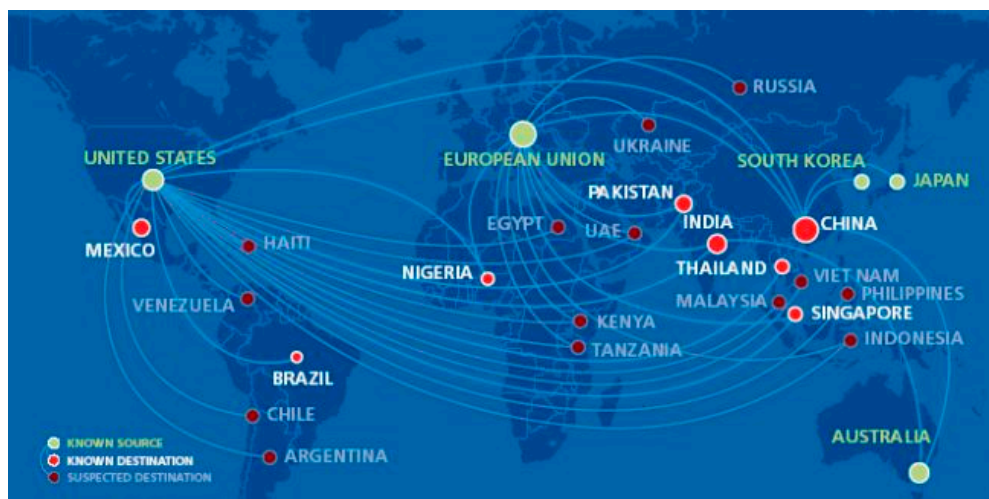 RUSSIA
UKRAINE
UNITED STATES
EUROPEAN UNION
SOUTH KOREA
JAPAN
PAKISTAN
MEXICO
HAITI
EGYPT
UAE
INDIA
CHINA
NIGERIA
THAILAND
VIET NAM
VENEZUELA
MALAYSIA
PHILIPPINES
KENYA
SINGAPORE
TANZANIA
INDONESIA
BRAZIL
CHILE
AUSTRALIA
ARGENTINA
KNOWN SOURCE
KNOWN DESTINATION
SUSPECTED DESTINATION